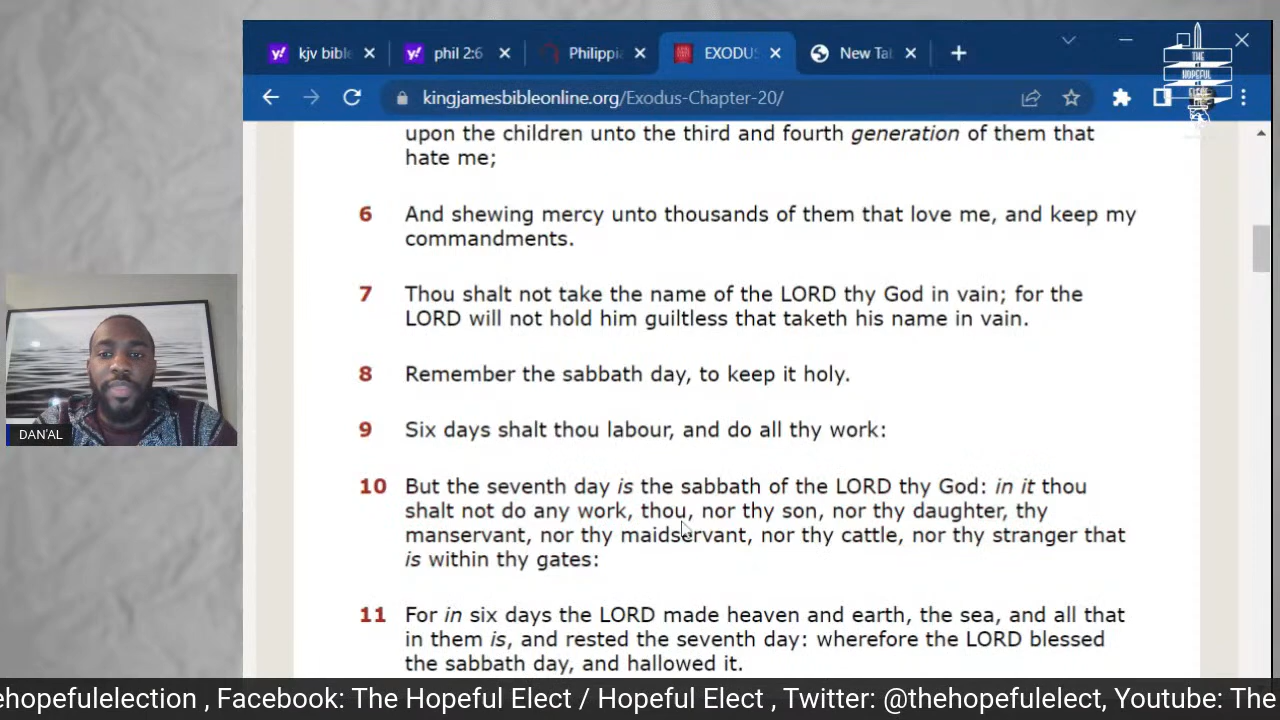 kjv bible
phil 2:6
Philippi
EXODUS
New Tab
kingjamesbibleonline.org/Exodus-Chapter-20/
THE
HOPEFUL
ELECT
upon the children unto the third and fourth generation of them that
hate me;
6 And shewing mercy unto thousands of them that love me, and keep my
commandments.
7 Thou shalt not take the name of the LORD thy God in vain; for the
LORD will not hold him guiltless that taketh his name in vain.
8 Remember the sabbath day, to keep it holy.
9 Six days shalt thou labour, and do all thy work:
10 But the seventh day is the sabbath of the LORD thy God: in it thou
shalt not do any work, thou, nor thy son, nor thy daughter, thy
manservant, nor thy maidservant, nor thy cattle, nor thy stranger that
is within thy gates:
11 For in six days the LORD made heaven and earth, the sea, and all that
in them is, and rested the seventh day: wherefore the LORD blessed
the sabbath day, and hallowed it.
DAN'AL
ehopefulelection , Facebook: The Hopeful Elect / Hopeful Elect , Twitter: @thehopefulelect, Youtube: The